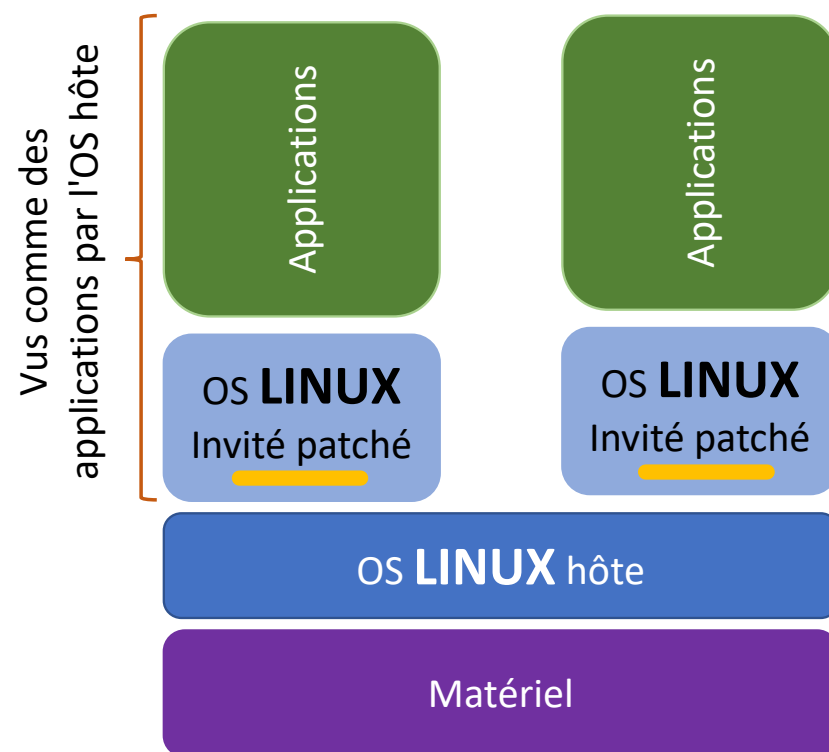 Vus comme des
applications par l'OS hôte
Applications
Applications
OS LINUX
Invité patché
OS LINUX
Invité patché
OS LINUX hôte
Matériel